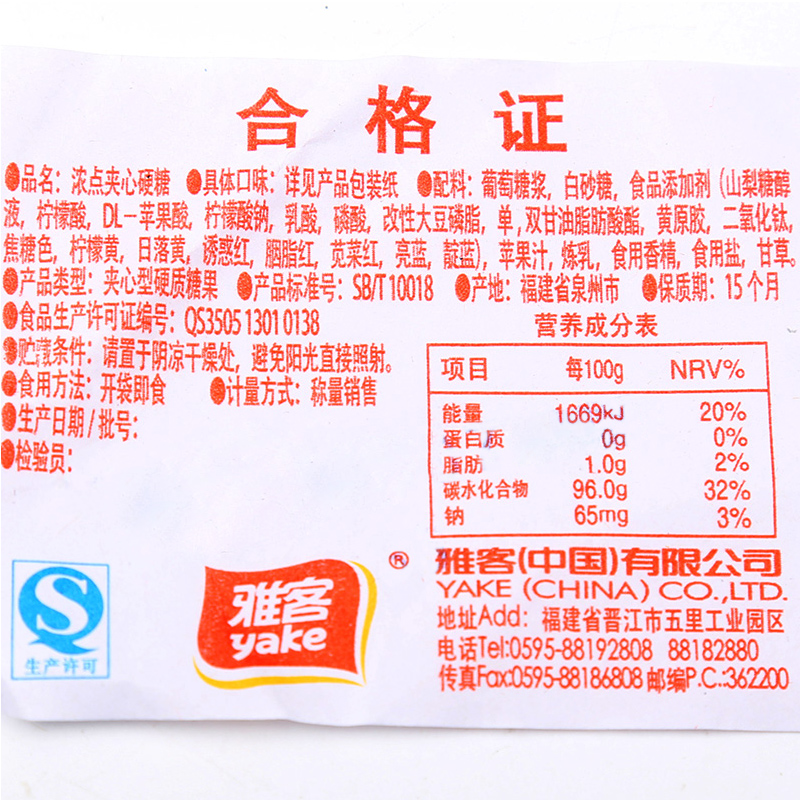 合格证
●品名：浓点夹心硬糖 ●具体口味：详见产品包装纸 ●配料：葡萄糖浆，白砂糖，食品添加剂（山梨糖醇
液，柠檬酸，DL-苹果酸，柠檬酸钠，乳酸，磷酸，改性大豆磷脂，单，双甘油脂肪酸酯，黄原胶，二氧化钛，
焦糖色，柠檬黄，日落黄，诱惑红，胭脂红，苋菜红，亮蓝，靛蓝），苹果汁，炼乳，食用香精，食用盐，甘草。
●产品类型：夹心型硬质糖果 ●产品标准号：SB/T 10018 ●产地：福建省泉州市 ●保质期：15个月
●食品生产许可证编号：QS3505 1301 0138
●贮藏条件：请置于阴凉干燥处，避免阳光直接照射。
●食用方法：开袋即食 ●计量方式：称量销售
●生产日期/批号：
●检验员：
营养成分表
项目 每100g NRV%
能量 1669kJ 20%
蛋白质 0g 0%
脂肪 1.0g 2%
碳水化合物 96.0g 32%
钠 65mg 3%
生产许可
雅客
yake
®
雅客(中国)有限公司
YAKE (CHINA) CO.,LTD.
地址Add：福建省晋江市五里工业园区
电话Tel:0595-88192808 88182880
传真Fax:0595-88186808 邮编P.C.:362200